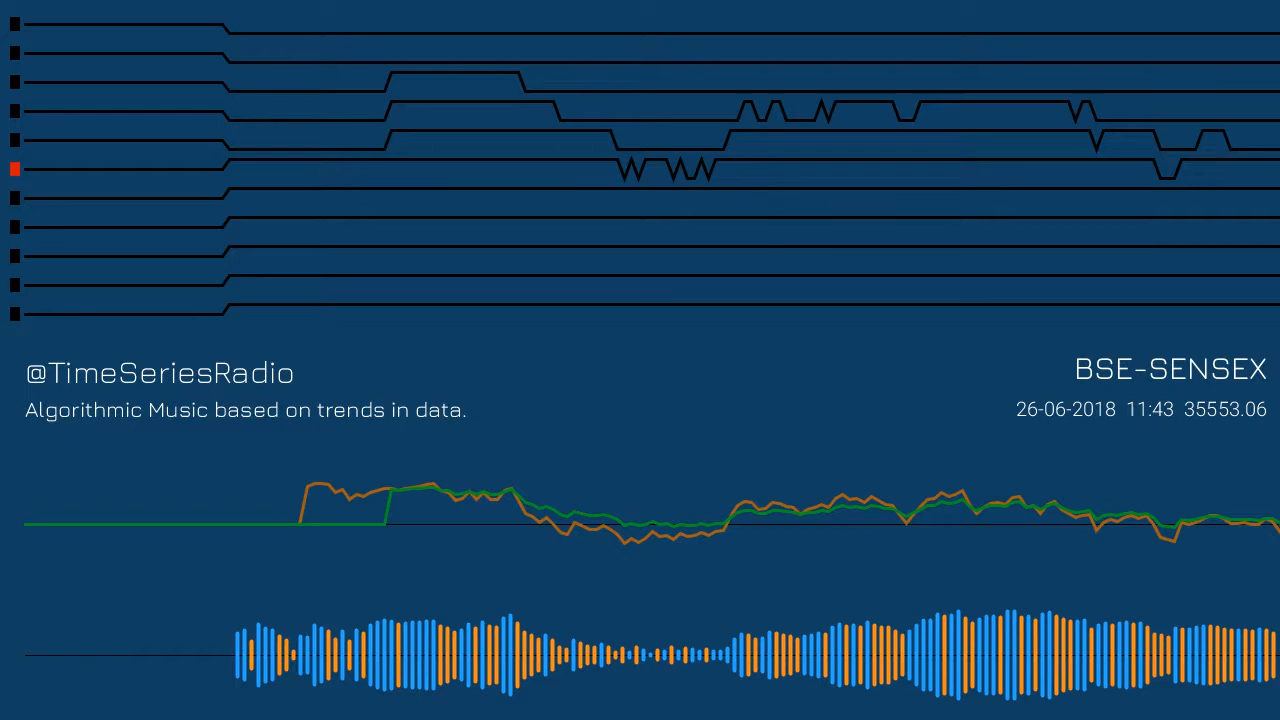 @TimeSeriesRadio
Algorithmic Music based on trends in data.
BSE-SENSEX
26-06-2018 11:43 35553.06